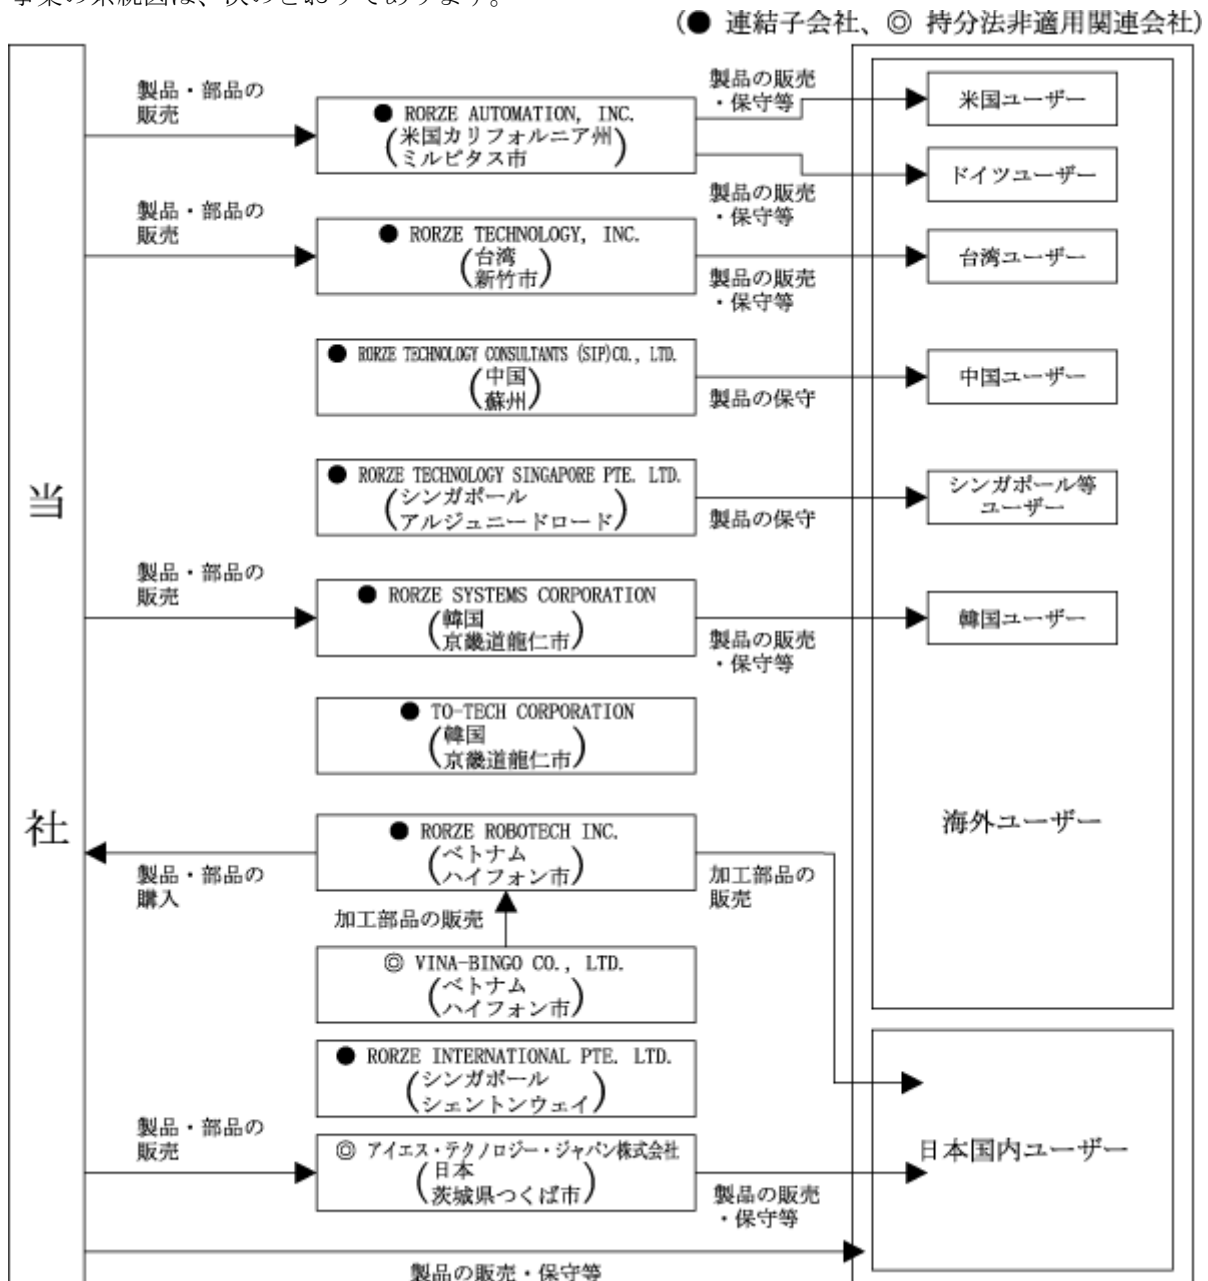 事業の系統図は、次のとおりであります。
(● 連結子会社、◎ 持分法非適用関連会社)
当
社
製品・部品の
販売
● RORZE AUTOMATION, INC.
(米国カリフォルニア州
ミルピタス市)
製品の販売
・保守等
米国ユーザー
製品の販売
・保守等
ドイツユーザー
製品・部品の
販売
● RORZE TECHNOLOGY, INC.
(台湾
新竹市)
製品の販売
・保守等
台湾ユーザー
● RORZE TECHNOLOGY CONSULTANTS (SIP)CO., LTD.
(中国
蘇州)
製品の保守
中国ユーザー
● RORZE TECHNOLOGY SINGAPORE PTE. LTD.
(シンガポール
アルジュニードロード)
製品の保守
シンガポール等
ユーザー
製品・部品の
販売
● RORZE SYSTEMS CORPORATION
(韓国
京畿道龍仁市)
製品の販売
・保守等
韓国ユーザー
● TO-TECH CORPORATION
(韓国
京畿道龍仁市)
海外ユーザー
● RORZE ROBOTECH INC.
(ベトナム
ハイフォン市)
製品・部品の
購入
加工部品の
販売
加工部品の販売
◎ VINA-BINGO CO., LTD.
(ベトナム
ハイフォン市)
● RORZE INTERNATIONAL PTE. LTD.
(シンガポール
シェントンウェイ)
製品・部品の
販売
◎ アイエス・テクノロジー・ジャパン株式会社
(日本
茨城県つくば市)
製品の販売
・保守等
日本国内ユーザー
製品の販売・保守等